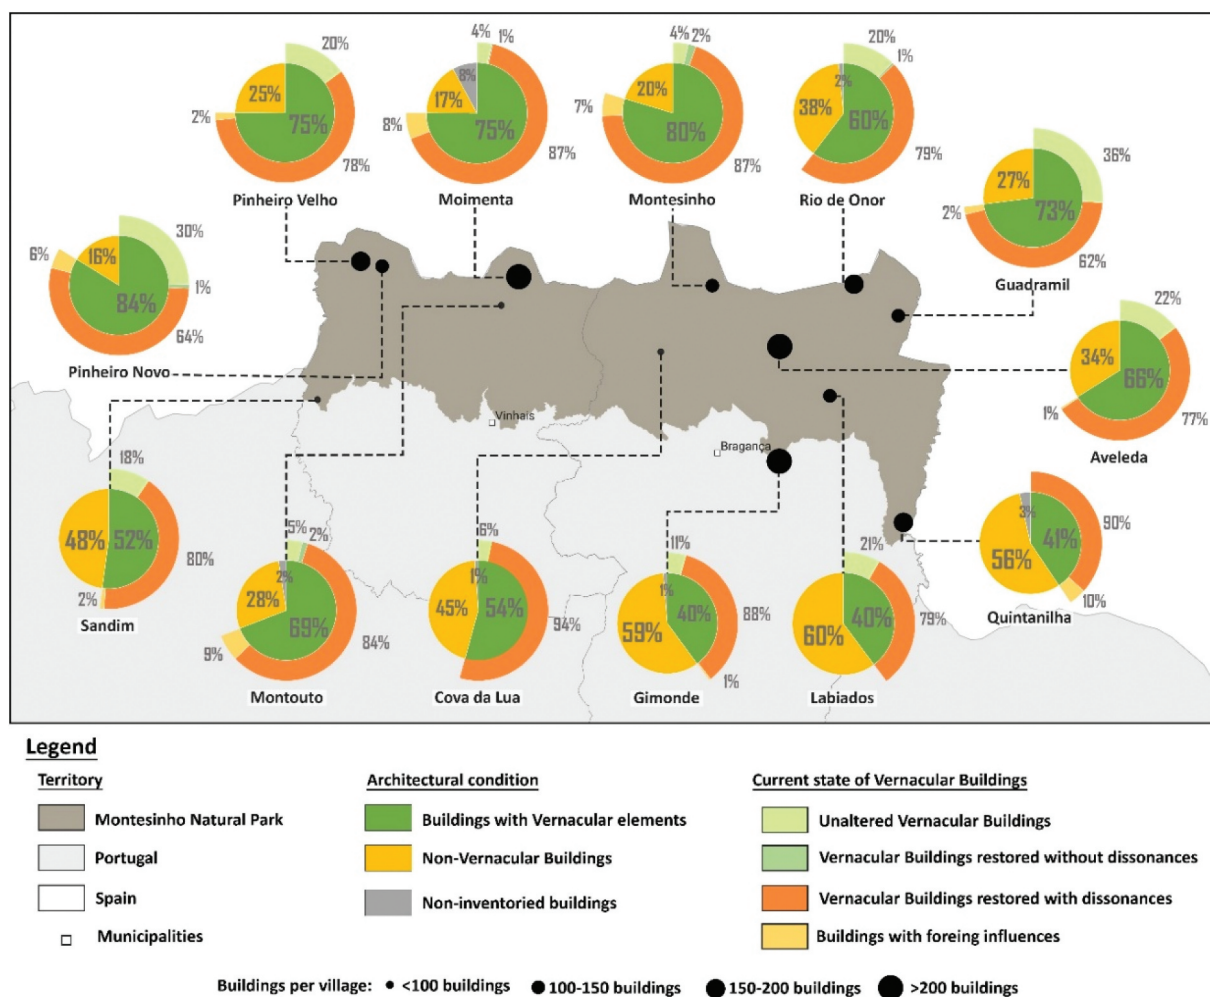 20%
25%
75%
2%
78%
Pinheiro Velho
4%
1%
8%
17%
75%
8%
87%
Moimenta
4%
2%
20%
80%
7%
87%
Montesinho
20%
1%
2%
38%
60%
79%
Rio de Onor
36%
27%
73%
2%
62%
Guadramil
30%
16%
6%
84%
1%
64%
Pinheiro Novo
22%
34%
66%
1%
77%
Aveleda
Vinhais
Bragança
18%
48%
52%
80%
2%
Sandim
5%
2%
2%
28%
69%
9%
84%
Montouto
6%
1%
45%
54%
94%
Cova da Lua
11%
1%
40%
59%
88%
1%
Gimonde
21%
40%
60%
79%
Labiados
3%
41%
56%
90%
10%
Quintanilha
Legend
Territory
Montesinho Natural Park
Portugal
Spain
Municipalities
Architectural condition
Buildings with Vernacular elements
Non-Vernacular Buildings
Non-inventoried buildings
Current state of Vernacular Buildings
Unaltered Vernacular Buildings
Vernacular Buildings restored without dissonances
Vernacular Buildings restored with dissonances
Buildings with foreing influences
Buildings per village: <100 buildings 100-150 buildings 150-200 buildings >200 buildings